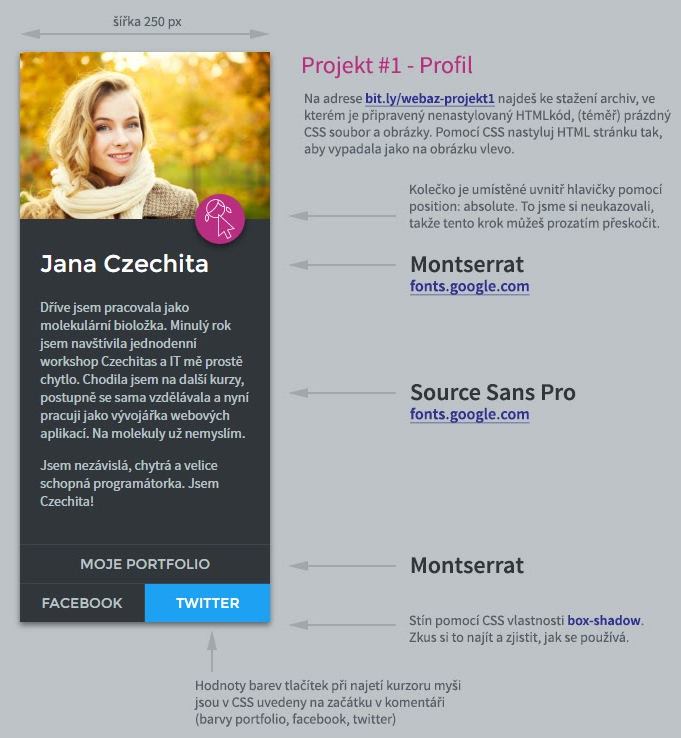 šířka 250 px
Projekt #1 - Profil
Na adrese bit.ly/webaz-projekt1 najdeš ke stažení archiv, ve
kterém je připravený nenastylovaný HTMLkód, (téměř) prázdný
CSS soubor a obrázky. Pomocí CSS nastyluj HTML stránku tak,
aby vypadala jako na obrázku vlevo.
Kolečko je umístěné uvnitř hlavičky pomocí
position: absolute. To jsme si neukazovali,
takže tento krok můžeš prozatím přeskočit.
Jana Czechita
Montserrat
fonts.google.com
Dříve jsem pracovala jako
molekulární bioložka. Minulý rok
jsem navštívila jednodenní
workshop Czechitas a IT mě prostě
chytlo. Chodila jsem na další kurzy,
postupně se sama vzdělávala a nyní
pracuji jako vývojářka webových
aplikací. Na molekuly už nemyslím.
Source Sans Pro
fonts.google.com
Jsem nezávislá, chytrá a velice
schopná programátorka. Jsem
Czechita!
MOJE PORTFOLIO
Montserrat
FACEBOOK
TWITTER
Stín pomocí CSS vlastnosti box-shadow.
Zkus si to najít a zjistit, jak se používá.
Hodnoty barev tlačítek při najetí kurzoru myši
jsou v CSS uvedeny na začátku v komentáři
(barvy portfolio, facebook, twitter)